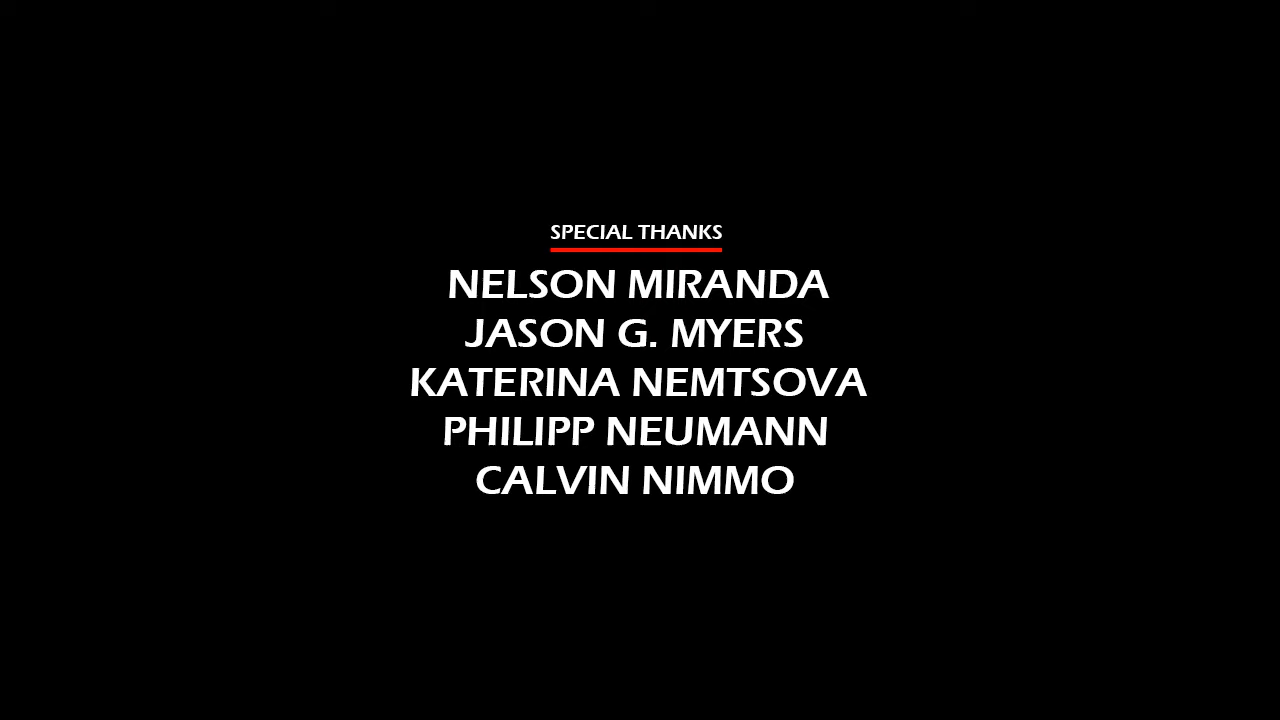 SPECIAL THANKS
NELSON MIRANDA
JASON G. MYERS
KATERINA NEMTSOVA
PHILIPP NEUMANN
CALVIN NIMMO